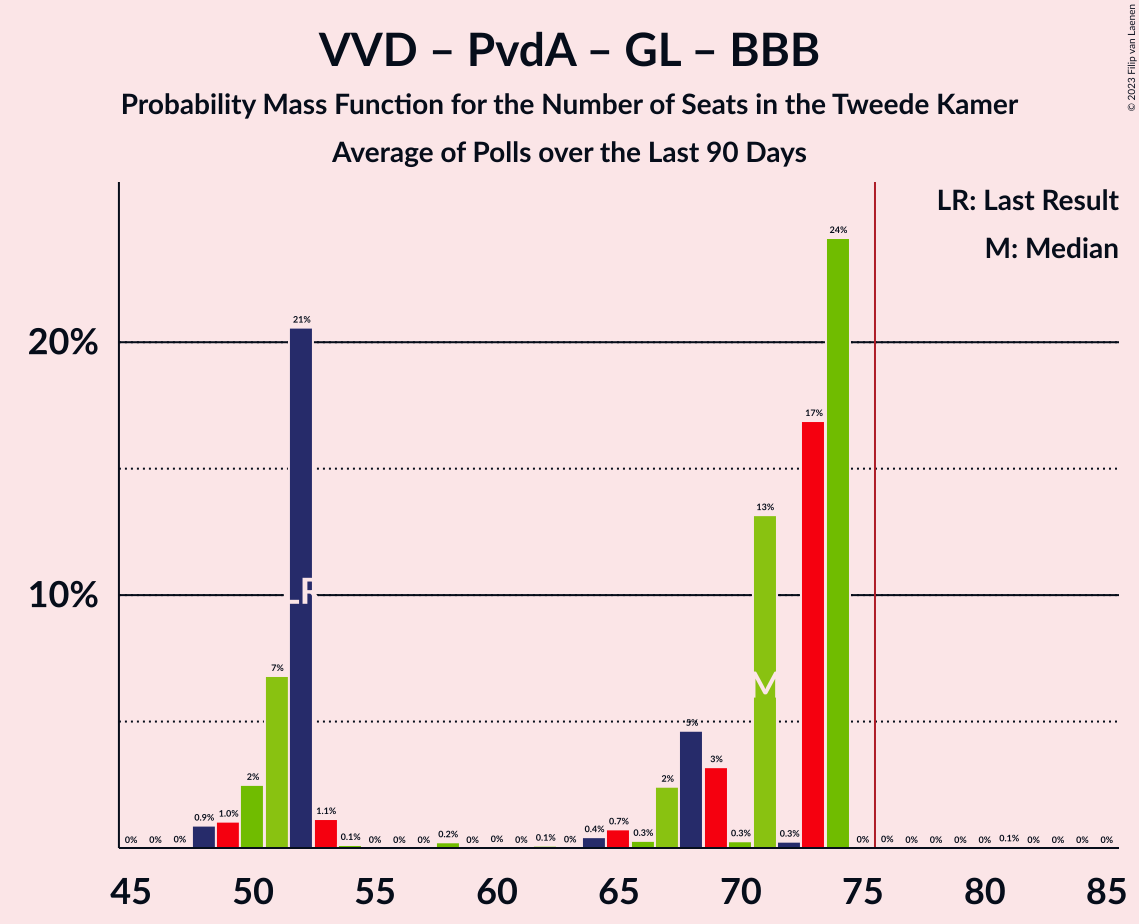 VVD – PvdA – GL – BBB
Probability Mass Function for the Number of Seats in the Tweede Kamer
Average of Polls over the Last 90 Days
© 2023 Filip van Laenen
LR: Last Result
M: Median
20%
10%
0% 0% 0% 0.9% 1.0% 2% 7% 21% 1.1% 0.1% 0% 0% 0% 0.2% 0% 0% 0% 0.1% 0% 0.4% 0.7% 0.3% 2% 5% 3% 0.3% 13% 0.3% 17% 24% 0% 0% 0% 0% 0% 0% 0.1% 0% 0% 0% 0%
LR
M
45 50 55 60 65 70 75 80 85